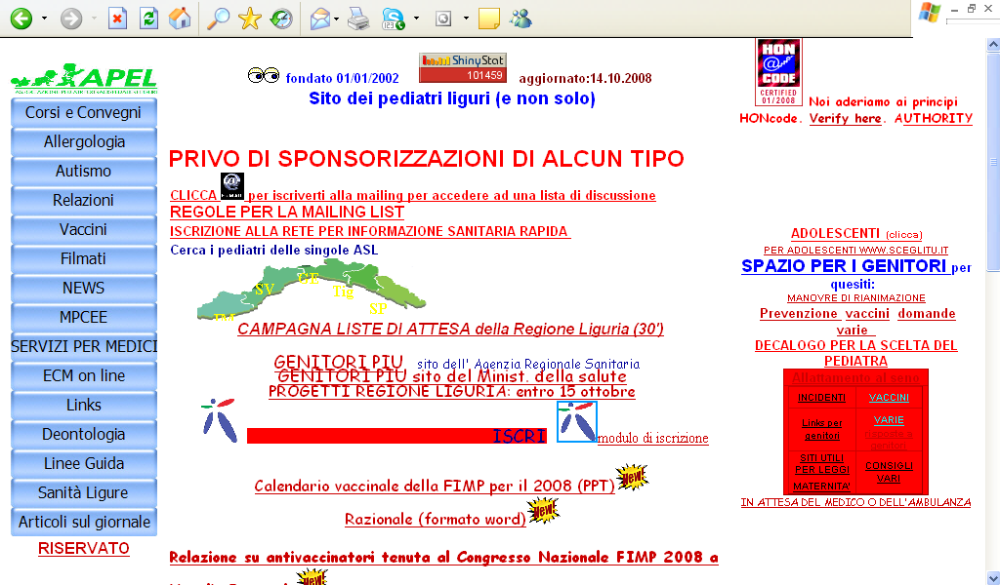 APEL
Corsi e Convegni
Allergologia
Autismo
Relazioni
Vaccini
Filmati
NEWS
MPCEE
SERVIZI PER MEDICI
ECM on line
Links
Deontologia
Linee Guida
Sanità Ligure
Articoli sul giornale
RISERVATO
fondato 01/01/2002
ShinyStat
101459
aggiornato:14.10.2008
Sito dei pediatri liguri (e non solo)
PRIVO DI SPONSORIZZAZIONI DI ALCUN TIPO
CLICCA per iscriverti alla mailing per accedere ad una lista di discussione
REGOLE PER LA MAILING LIST
ISCRIZIONE ALLA RETE PER INFORMAZIONE SANITARIA RAPIDA
Cerca i pediatri delle singole ASL
SV GE Tig SP
CAMPAGNA LISTE DI ATTESA della Regione Liguria (30')
GENITORI PIU sito dell' Agenzia Regionale Sanitaria
GENITORI PIU sito del Minist. della salute
PROGETTI REGIONE LIGURIA: entro 15 ottobre
ISCRI
modulo di iscrizione
Calendario vaccinale della FIMP per il 2008 (PPT) New!
Razionale (formato word) New!
Relazione su antivaccinatori tenuta al Congresso Nazionale FIMP 2008 a
New!
HON
@
CODE
CERTIFIED
01/2008
Noi aderiamo ai principi
HONcode. Verify here. AUTHORITY
ADOLESCENTI (clicca)
PER ADOLESCENTI WWW.SCEGLITU.IT
SPAZIO PER I GENITORI per
quesiti:
MANOVRE DI RIANIMAZIONE
Prevenzione vaccini domande
varie
DECALOGO PER LA SCELTA DEL
PEDIATRA
Allattamento al seno
INCIDENTI
VACCINI
Links per
genitori
VARIE
SITI UTILI
PER LEGGI
MATERNITA'
CONSIGLI
VARI
IN ATTESA DEL MEDICO O DELL'AMBULANZA